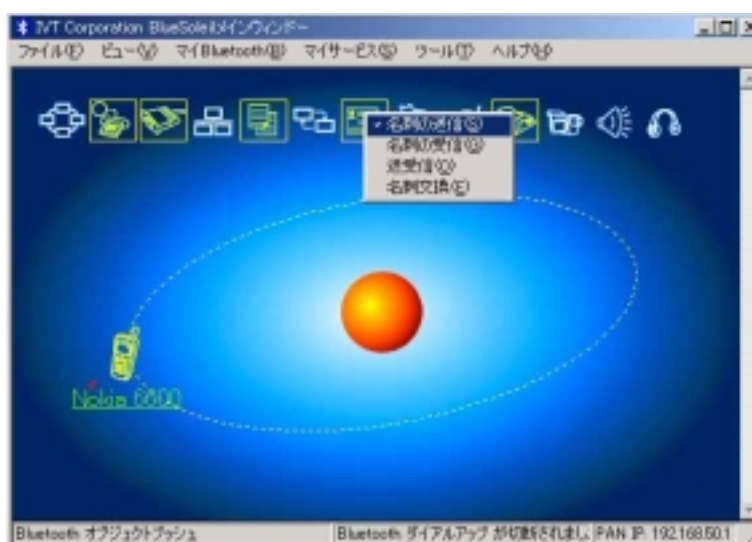 IVT Corporation BlueSoleilメインウィンドー
ファイル(F) ビュー(V) マイBluetooth(B) マイサービス(S) ツール(T) ヘルプ(H)
名刺の送信(S)
名刺の受信(G)
送受信(O)
名刺交換(E)
Nokia 6600
Bluetooth オブジェクトプッシュ
Bluetooth ダイアルアップ が切断されまし
PAN IP: 192.168.50.1